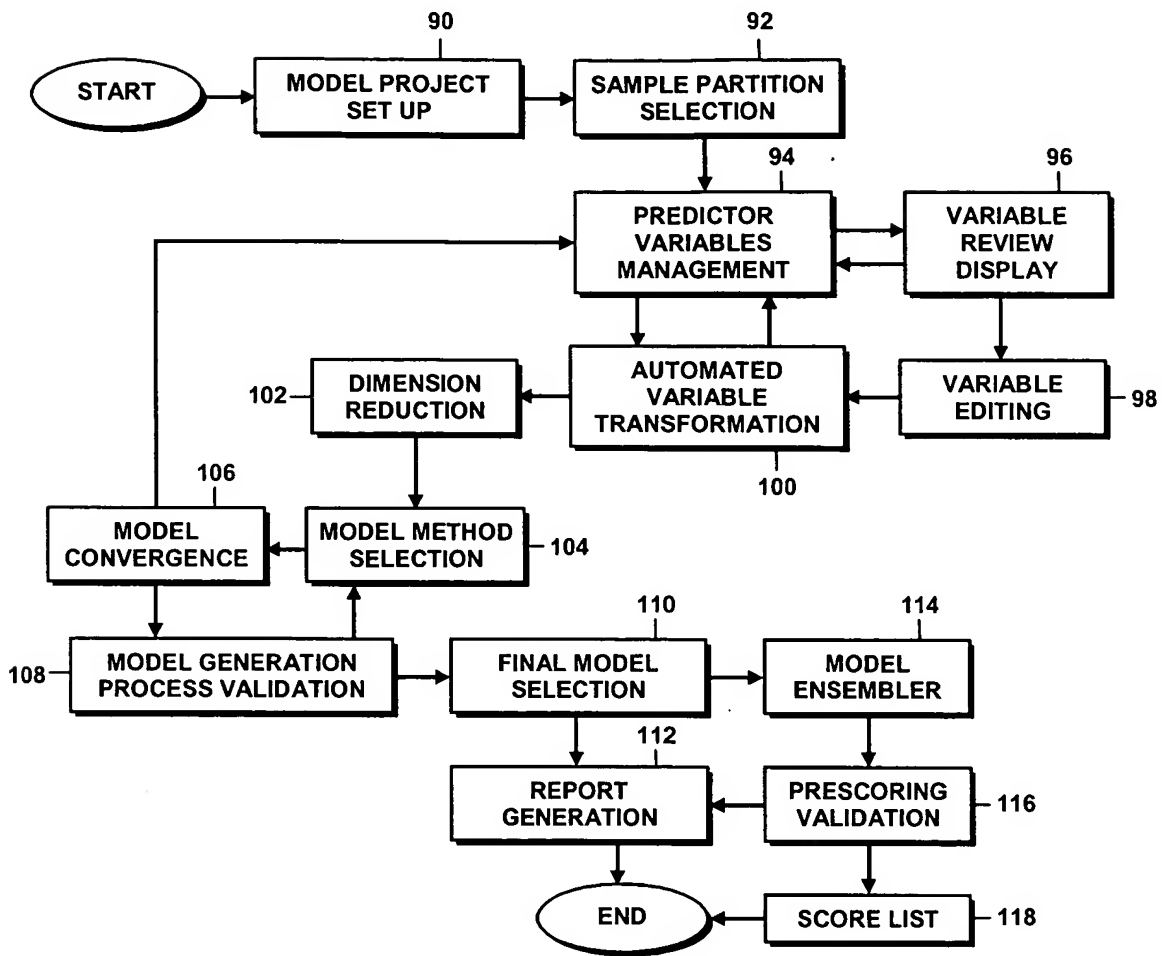 90
92
START
MODEL PROJECT
SET UP
SAMPLE PARTITION
SELECTION
94
96
PREDICTOR
VARIABLES
MANAGEMENT
VARIABLE
REVIEW
DISPLAY
102
DIMENSION
REDUCTION
AUTOMATED
VARIABLE
TRANSFORMATION
VARIABLE
EDITING
98
100
106
MODEL
CONVERGENCE
MODEL METHOD
SELECTION
104
110
114
108
MODEL GENERATION
PROCESS VALIDATION
FINAL MODEL
SELECTION
MODEL
ENSEMBLER
112
REPORT
GENERATION
PRESCORING
VALIDATION
116
END
SCORE LIST
118